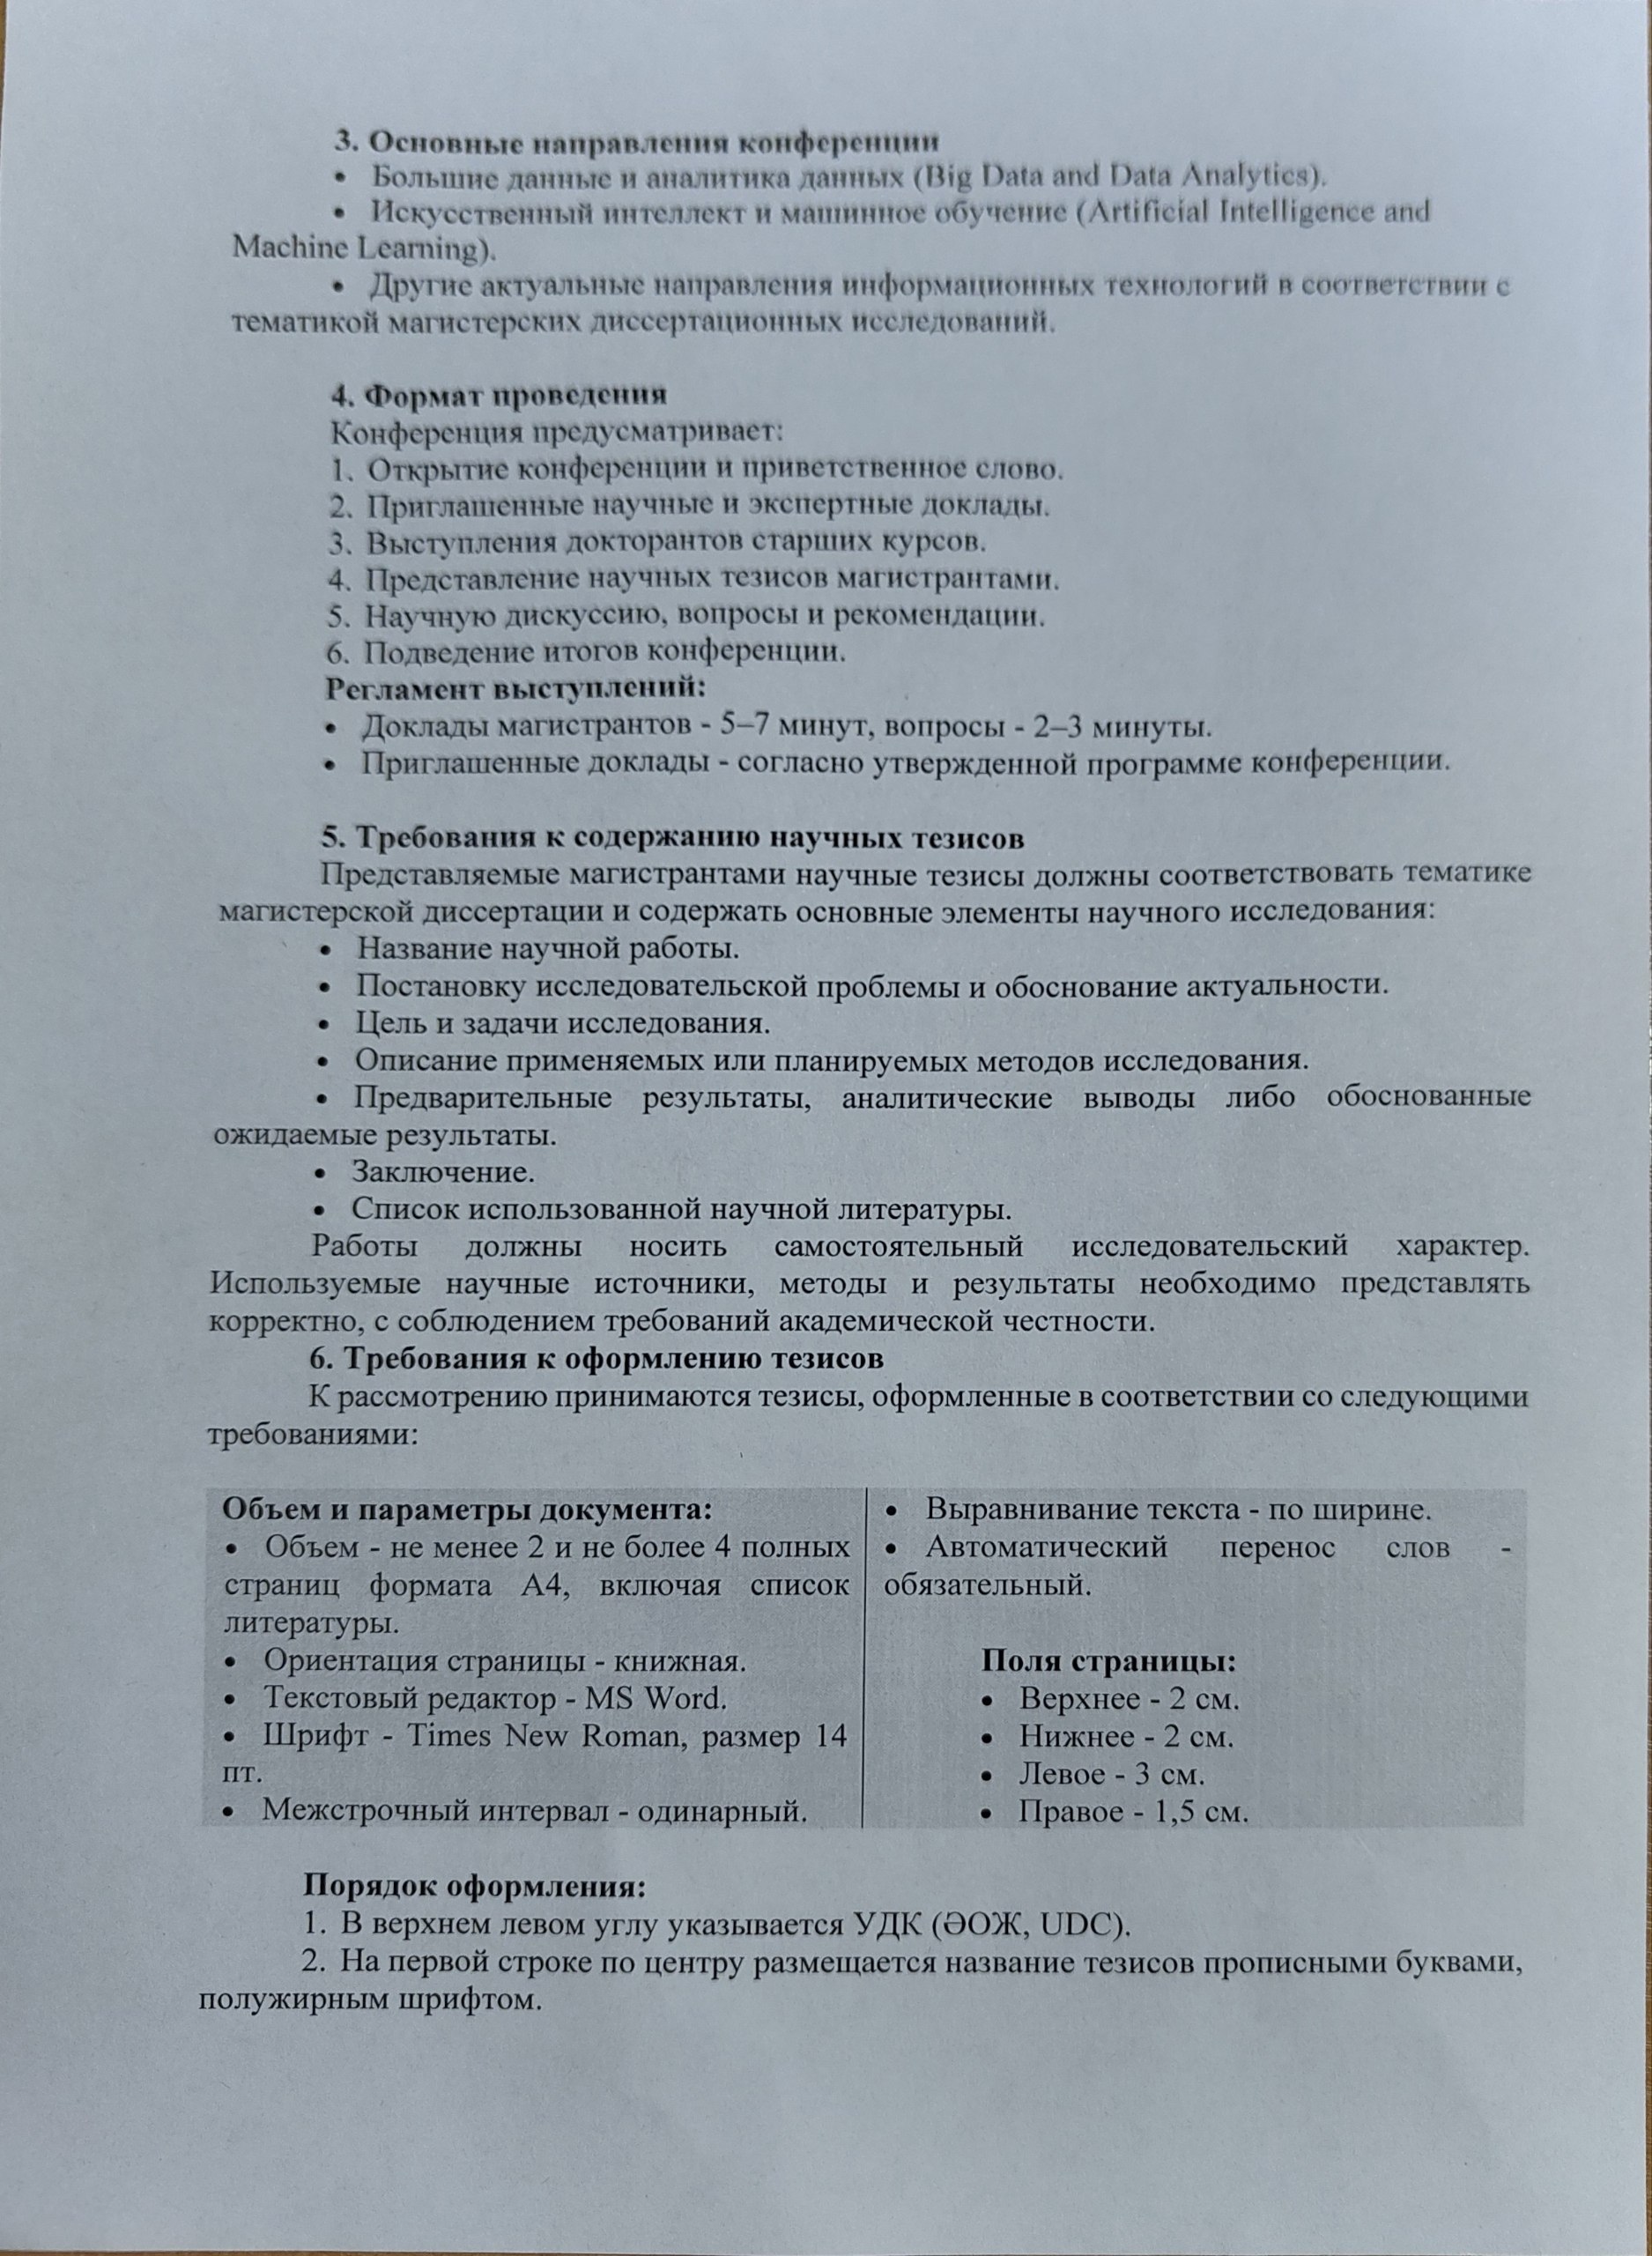 3. Основные направления конференции
• Большие данные и аналитика данных (Big Data and Data Analytics).
• Искусственный интеллект и машинное обучение (Artificial Intelligence and
Machine Learning).
• Другие актуальные направления информационных технологий в соответствии с
тематикой магистерских диссертационных исследований.
4. Формат проведения
Конференция предусматривает:
1. Открытие конференции и приветственное слово.
2. Приглашенные научные и экспертные доклады.
3. Выступления докторантов старших курсов.
4. Представление научных тезисов магистрантами.
5. Научную дискуссию, вопросы и рекомендации.
6. Подведение итогов конференции.
Регламент выступлений:
• Доклады магистрантов - 5–7 минут, вопросы - 2–3 минуты.
• Приглашенные доклады - согласно утвержденной программе конференции.
5. Требования к содержанию научных тезисов
Представляемые магистрантами научные тезисы должны соответствовать тематике
магистерской диссертации и содержать основные элементы научного исследования:
• Название научной работы.
• Постановку исследовательской проблемы и обоснование актуальности.
• Цель и задачи исследования.
• Описание применяемых или планируемых методов исследования.
• Предварительные результаты, аналитические выводы либо обоснованные
ожидаемые результаты.
• Заключение.
• Список использованной научной литературы.
Работы должны носить самостоятельный исследовательский характер.
Используемые научные источники, методы и результаты необходимо представлять
корректно, с соблюдением требований академической честности.
6. Требования к оформлению тезисов
К рассмотрению принимаются тезисы, оформленные в соответствии со следующими
требованиями:
Объем и параметры документа:
• Объем - не менее 2 и не более 4 полных
страниц формата А4, включая список
литературы.
• Ориентация страницы - книжная.
• Текстовый редактор - MS Word.
• Шрифт - Times New Roman, размер 14
пт.
• Межстрочный интервал - одинарный.
• Выравнивание текста - по ширине.
• Автоматический перенос слов -
обязательный.
Поля страницы:
• Верхнее - 2 см.
• Нижнее - 2 см.
• Левое - 3 см.
• Правое - 1,5 см.
Порядок оформления:
1. В верхнем левом углу указывается УДК (ӘОЖ, UDC).
2. На первой строке по центру размещается название тезисов прописными буквами,
полужирным шрифтом.